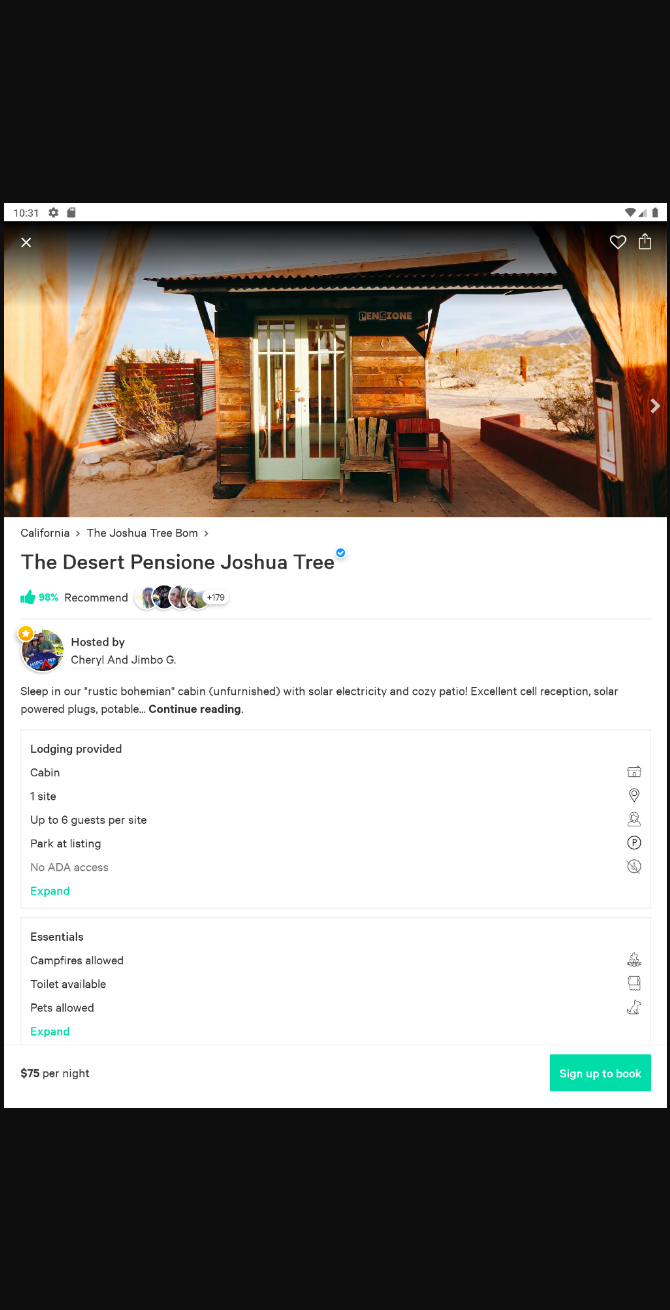 10:31
PENSIONE
California > The Joshua Tree Bom >
The Desert Pensione Joshua Tree
98% Recommend +179
Hosted by
Cheryl And Jimbo G.
Sleep in our "rustic bohemian" cabin (unfurnished) with solar electricity and cozy patio! Excellent cell reception, solar
powered plugs, potable... Continue reading.
Lodging provided
Cabin
1 site
Up to 6 guests per site
Park at listing
P
No ADA access
Expand
Essentials
Campfires allowed
Toilet available
Pets allowed
Expand
$75 per night
Sign up to book